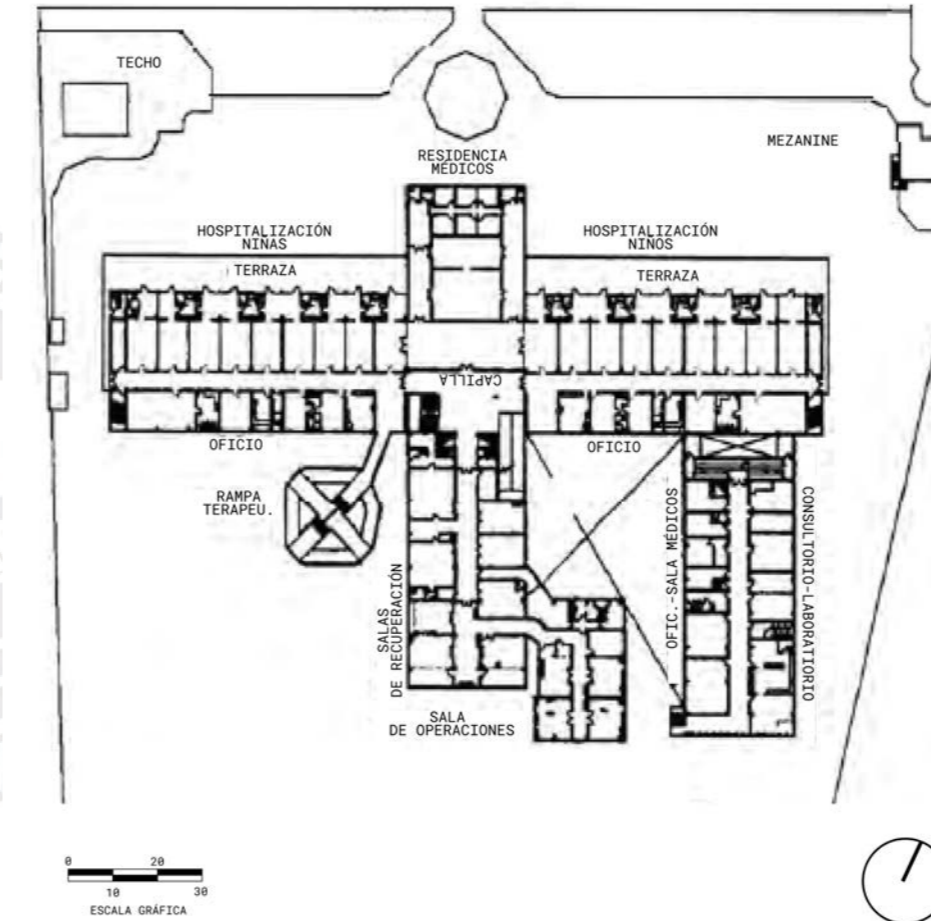 TECHO
MEZANINE
RESIDENCIA
MÉDICOS
HOSPITALIZACIÓN
NIÑAS
HOSPITALIZACIÓN
NIÑOS
TERRAZA
TERRAZA
CAPILLA
OFICIO
OFICIO
RAMPA
TERAPEU.
SALAS
DE RECUPERACIÓN
OFIC.-SALA MÉDICOS
CONSULTORIO-LABORATIORIO
SALA
DE OPERACIONES
0 20
10 30
ESCALA GRÁFICA